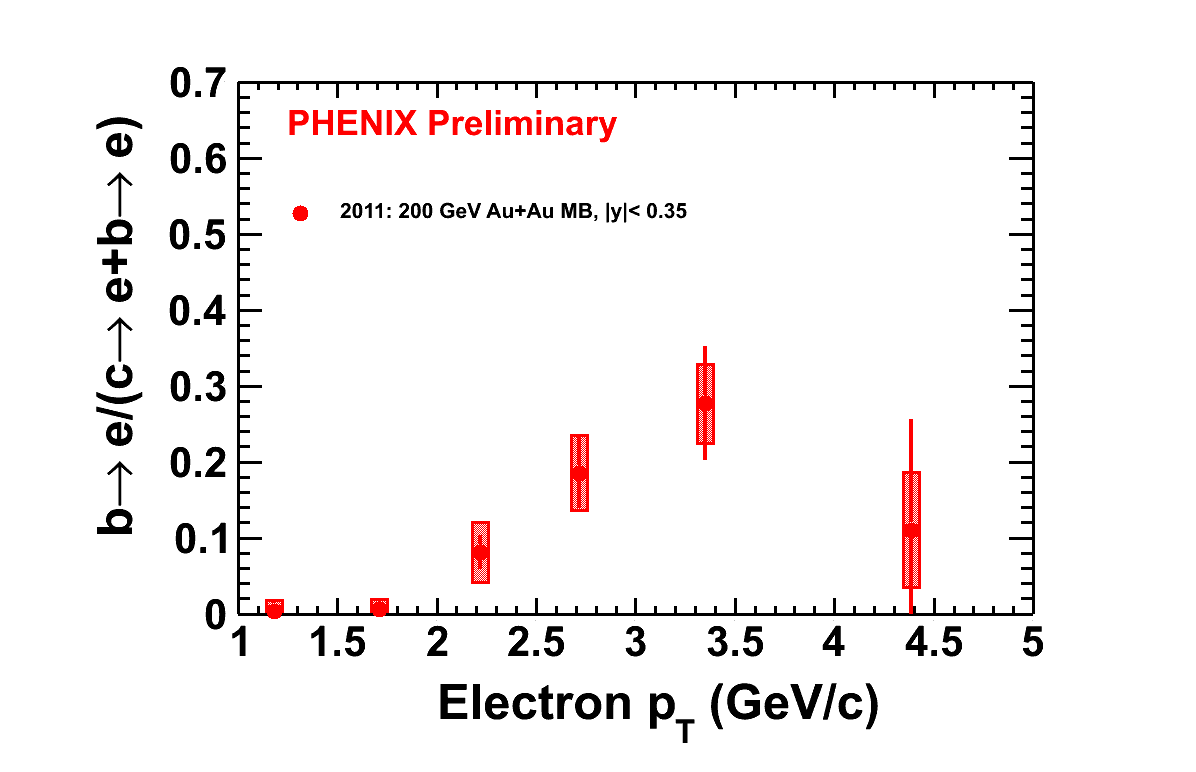 PHENIX Preliminary
2011: 200 GeV Au+Au MB, |y|< 0.35
b→ e/(c→ e+b→ e)
0.7
0.6
0.5
0.4
0.3
0.2
0.1
0
1 1.5 2 2.5 3 3.5 4 4.5 5
Electron pT (GeV/c)